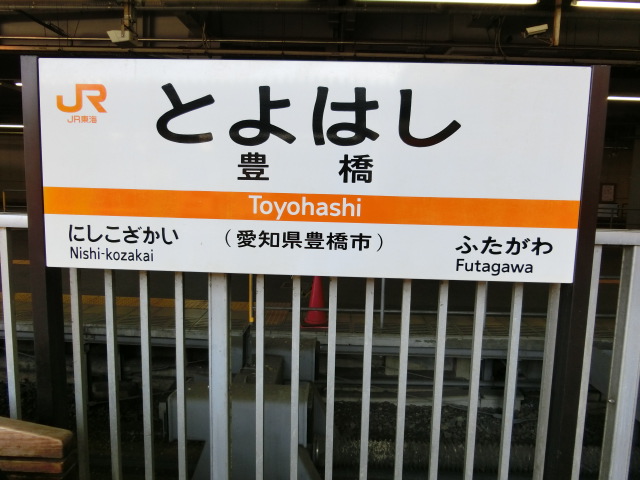 JR
JR東海
とよはし
豊橋
Toyohashi
にしこざかい
Nishi-kozakai
(愛知県豊橋市)
ふたがわ
Futagawa